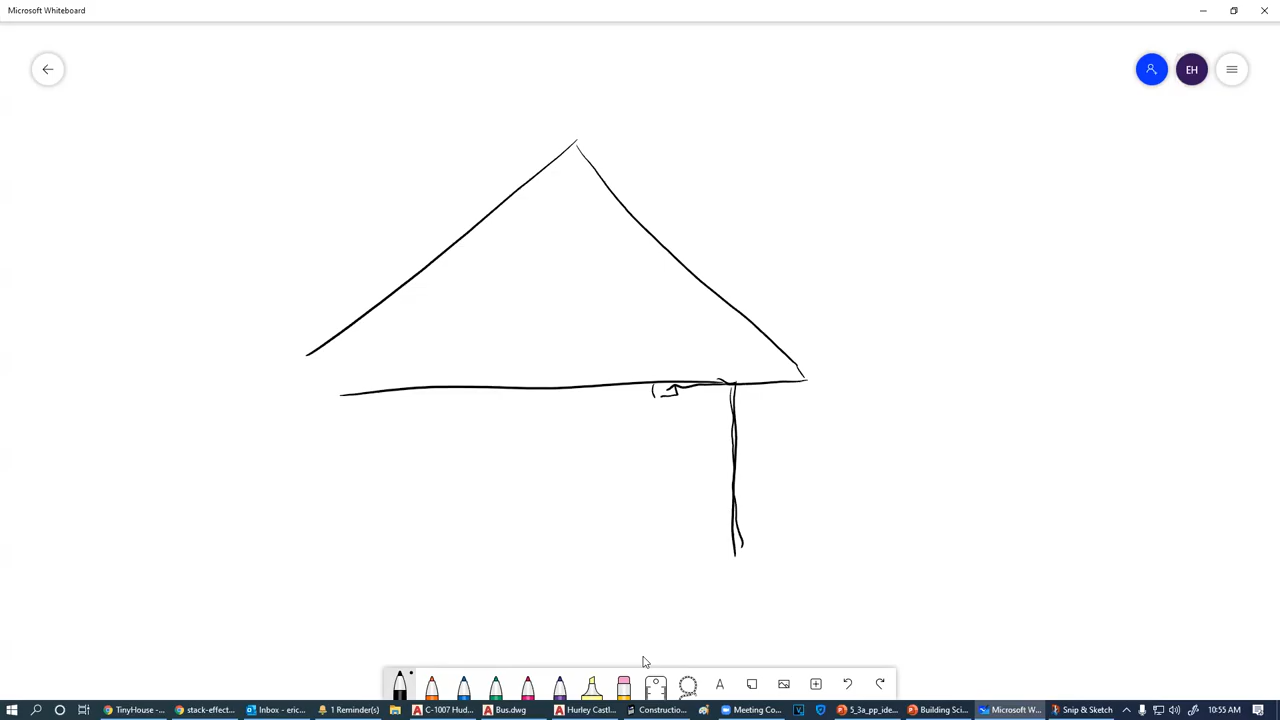 Microsoft Whiteboard
EH
A
TinyHouse -...
stack-effect...
Inbox - eric...
1 Reminder(s)
C-1007 Hud...
Bus.dwg
Hurley Castl...
Constructio...
Meeting Co...
5_3a_pp_ide...
Building Sci...
Microsoft W...
Snip & Sketch
10:55 AM